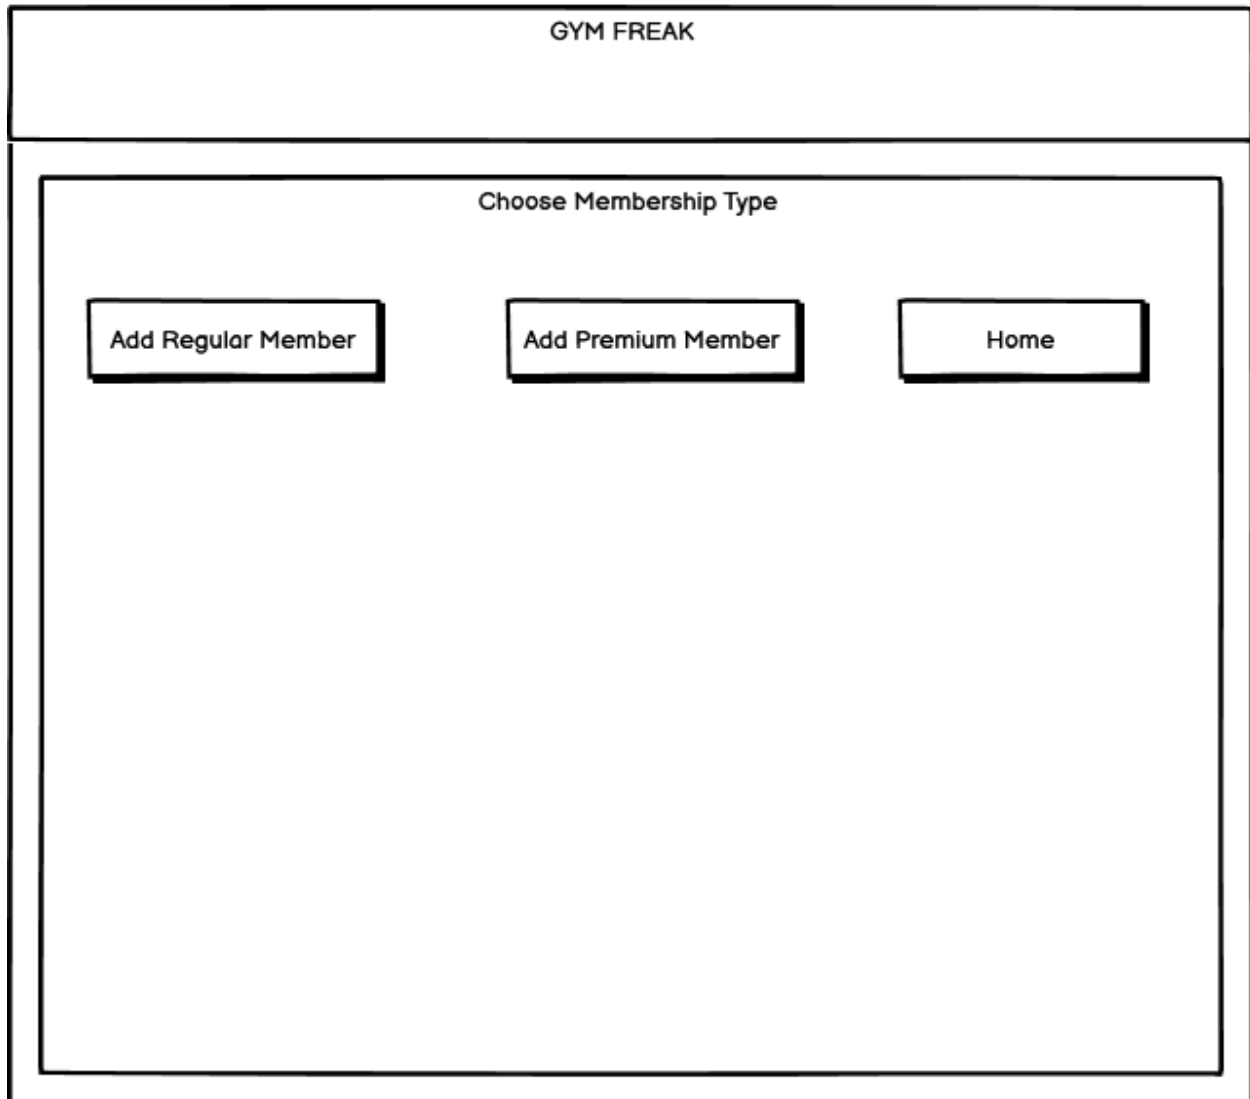 GYM FREAK
Choose Membership Type
Add Regular Member
Add Premium Member
Home